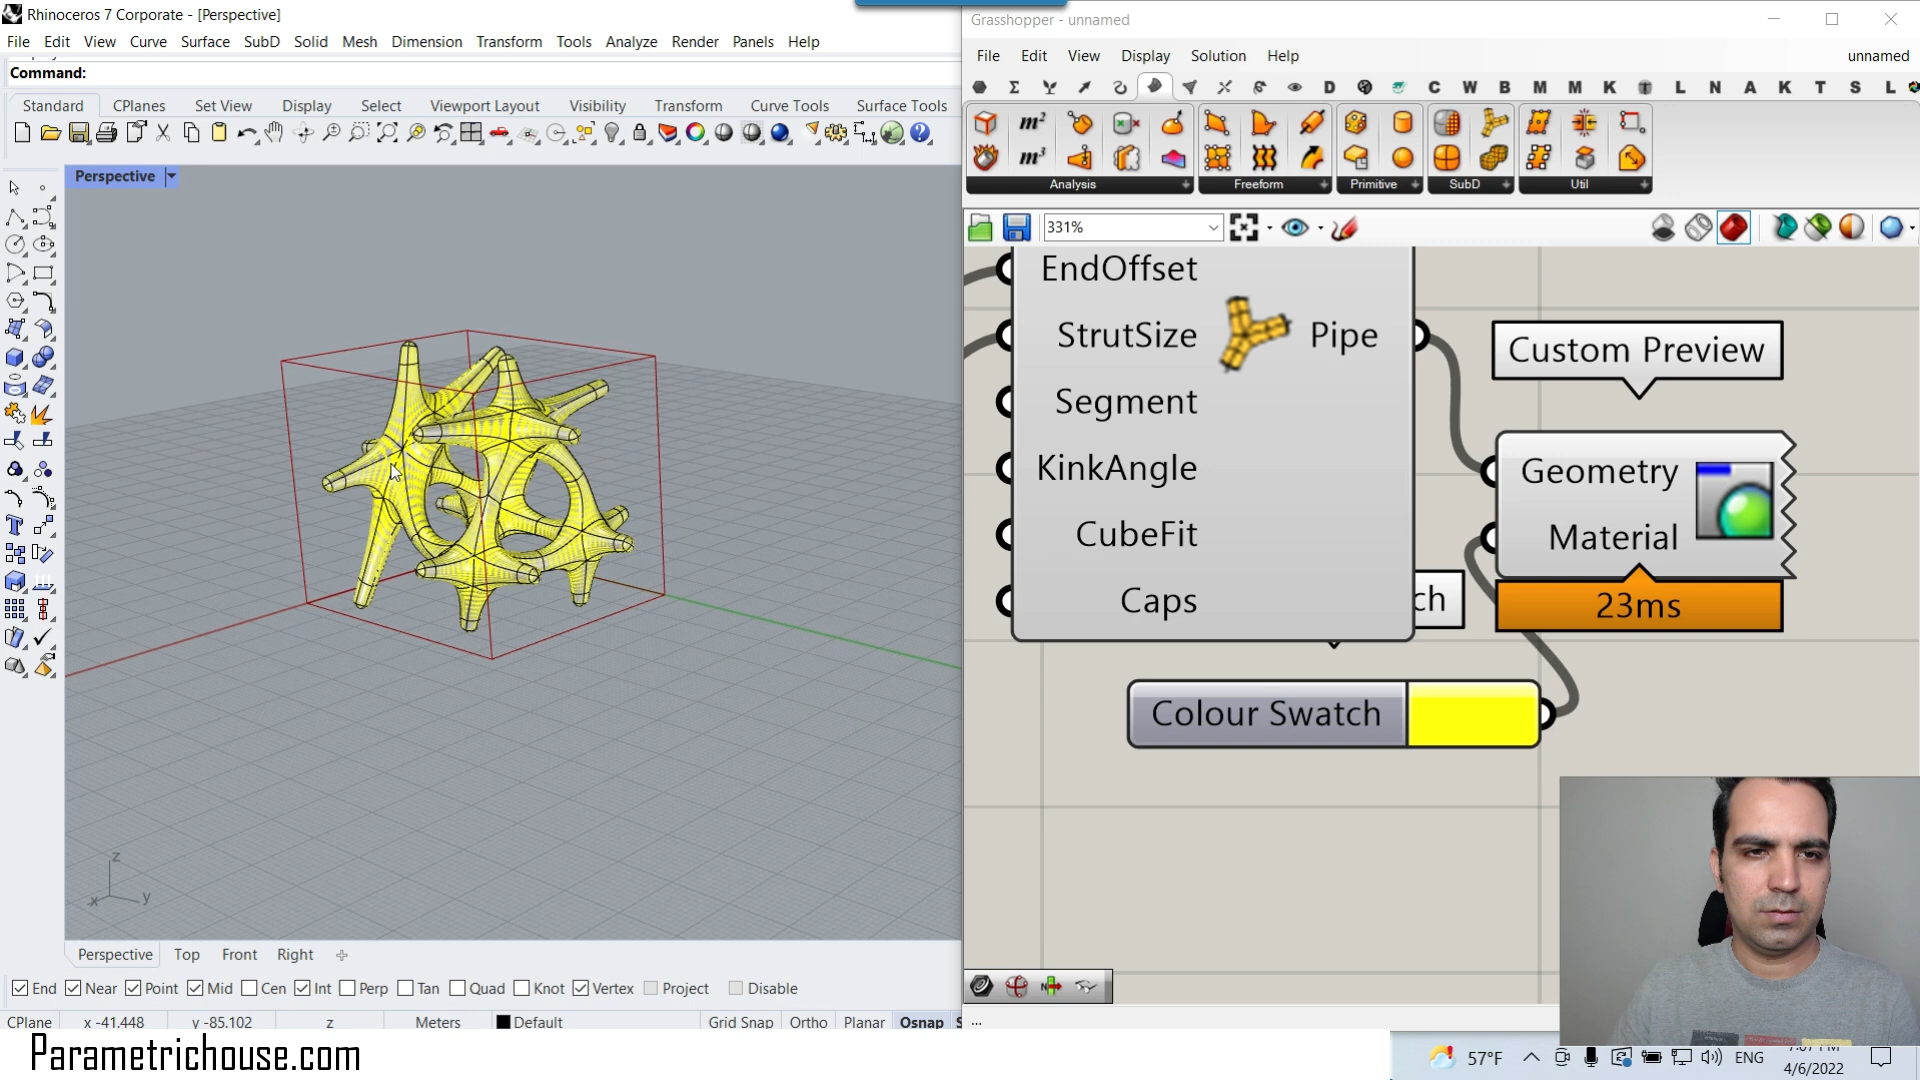 Rhinoceros 7 Corporate - [Perspective]
File Edit View Curve Surface SubD Solid Mesh Dimension Transform Tools Analyze Render Panels Help
Command:
Standard CPlanes Set View Display Select Viewport Layout Visibility Transform Curve Tools Surface Tools
Perspective
z
x y
Perspective Top Front Right
End Near Point Mid Cen Int Perp Tan Quad Knot Vertex Project Disable
CPlane x -41.448 y -85.102 z Meters Default Grid Snap Ortho Planar Osnap S
Parametrichouse.com
Grasshopper - unnamed
File Edit View Display Solution Help unnamed
D C W B M M K L N A K T S L
m² m³
Analysis Freeform Primitive SubD Util
331%
EndOffset
StrutSize Pipe
Segment
KinkAngle
CubeFit
Caps
Custom Preview
Geometry
Material
23ms
ch
Colour Swatch
...
57°F ENG
4/6/2022